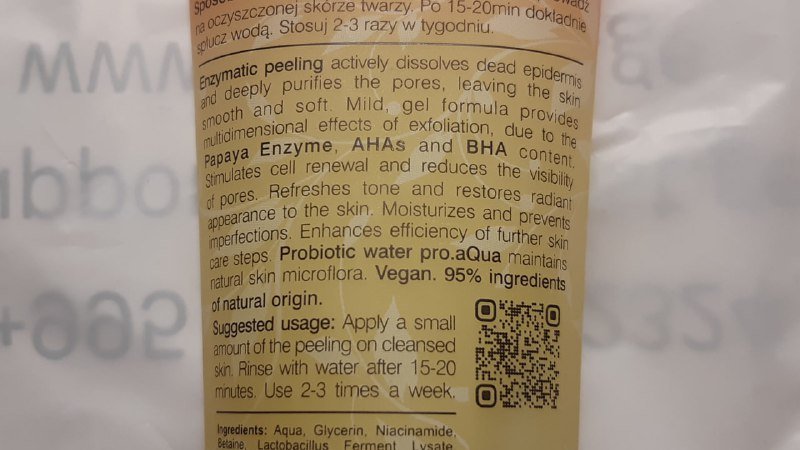 na oczyszczonej skórze twarzy. Po 15-20min dokładnie
spłucz wodą. Stosuj 2-3 razy w tygodniu.
Enzymatic peeling actively dissolves dead epidermis
and deeply purifies the pores, leaving the skin
smooth and soft. Mild, gel formula provides
multidimensional effects of exfoliation, due to the
Papaya Enzyme, AHAs and BHA content.
Stimulates cell renewal and reduces the visibility
of pores. Refreshes tone and restores radiant
appearance to the skin. Moisturizes and prevents
imperfections. Enhances efficiency of further skin
care steps. Probiotic water pro.aQua maintains
natural skin microflora. Vegan. 95% ingredients
of natural origin.
Suggested usage: Apply a small
amount of the peeling on cleansed
skin. Rinse with water after 15-20
minutes. Use 2-3 times a week.
Ingredients: Aqua, Glycerin, Niacinamide,
Betaine, Lactobacillus Ferment Lysate